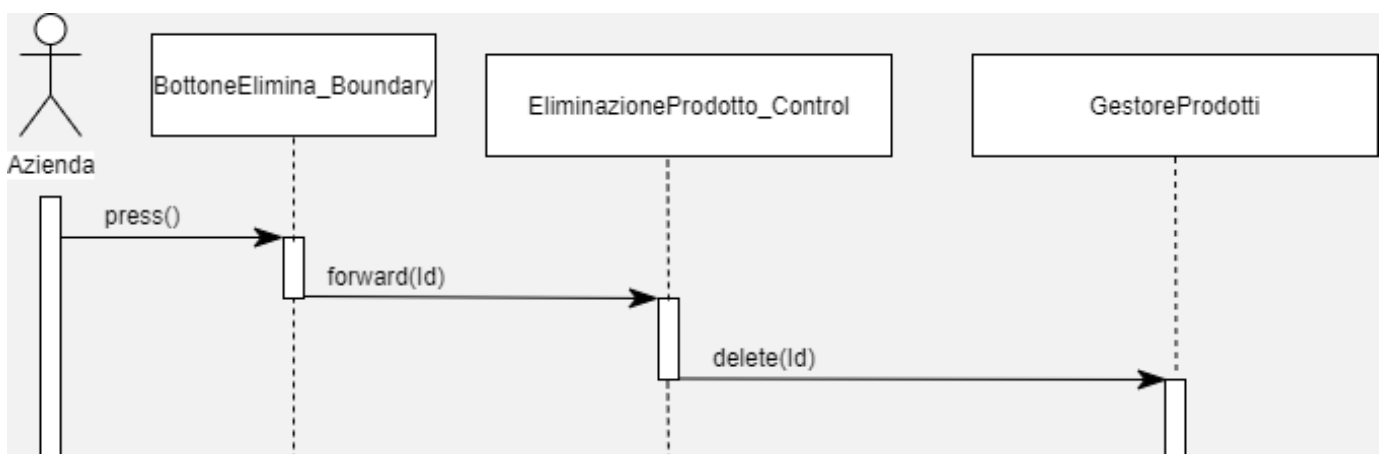 BottoneElimina_Boundary
EliminazioneProdotto_Control
GestoreProdotti
Azienda
press()
forward(Id)
delete(Id)